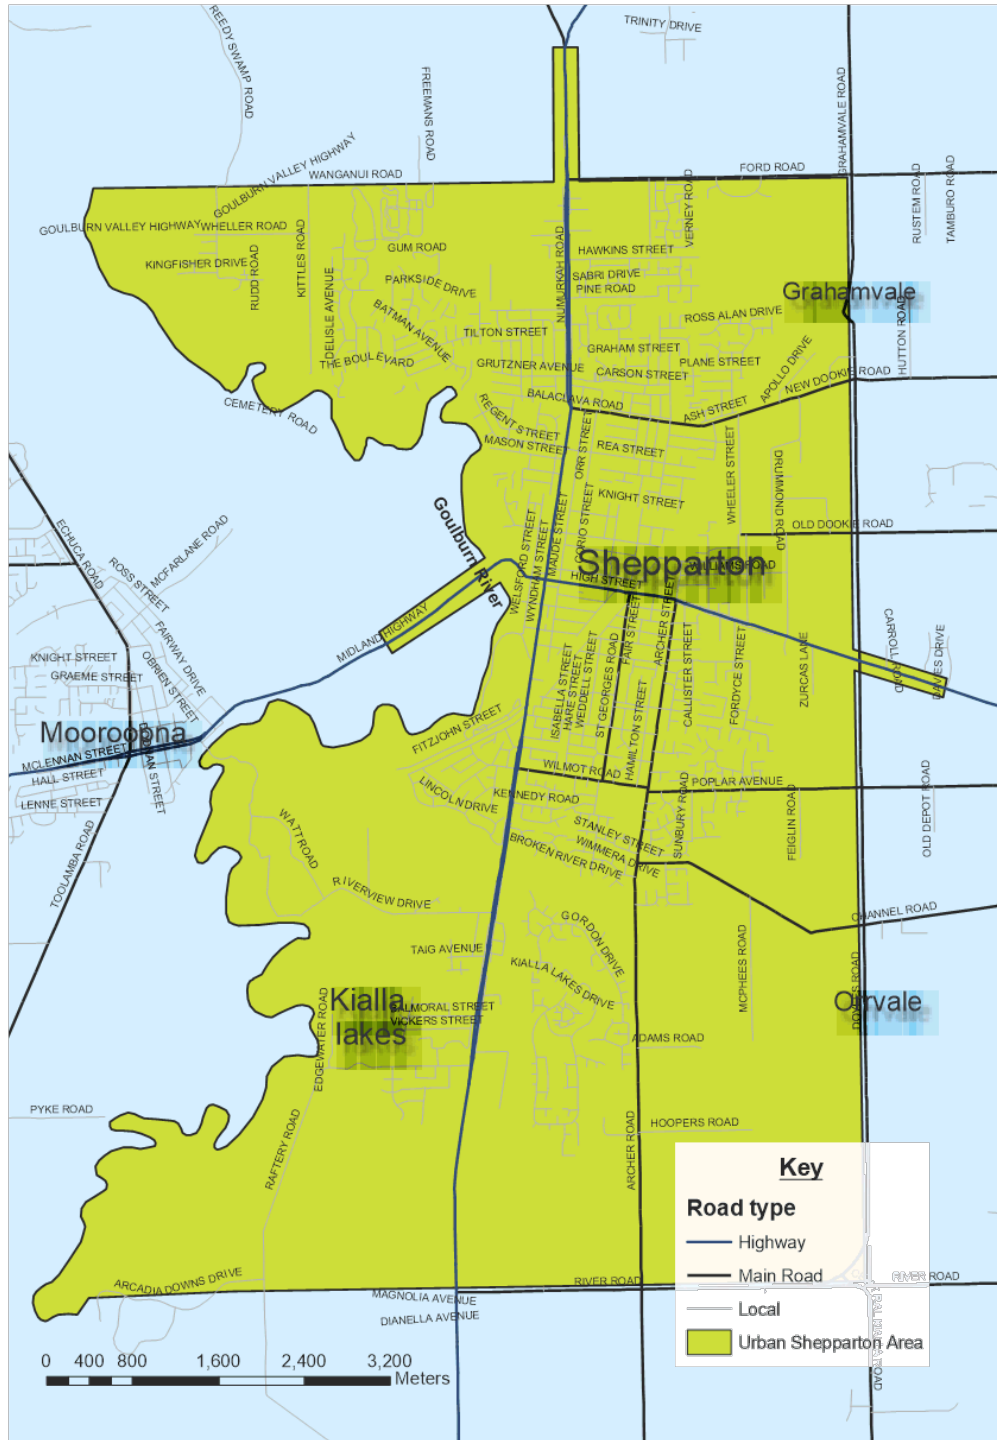 TRINITY DRIVE
REEDY SWAMP ROAD
FREEMANS ROAD
GRAHAMVALE ROAD
GOULBURN VALLEY HIGHWAY
WANGANUI ROAD
FORD ROAD
RUSTEM ROAD
TAMBURO ROAD
VERNEY ROAD
GOULBURN VALLEY HIGHWAY
WHELLER ROAD
KITTLES ROAD
GUM ROAD
NUMURKAH ROAD
HAWKINS STREET
KINGFISHER DRIVE
RUDD ROAD
DELISLE AVENUE
PARKSIDE DRIVE
SABRI DRIVE
PINE ROAD
Grahamvale
BATMAN AVENUE
TILTON STREET
ROSS ALAN DRIVE
HUTTON ROAD
THE BOULEVARD
GRUTZNER AVENUE
GRAHAM STREET
CARSON STREET
PLANE STREET
APOLLO DRIVE
NEW DOOKIE ROAD
CEMETERY ROAD
BALACLAVA ROAD
ASH STREET
REGENT STREET
MASON STREET
ORR STREET
REA STREET
WHEELER STREET
DRUMMOND ROAD
KNIGHT STREET
OLD DOOKIE ROAD
Goulburn River
WELSFORD STREET
WYNDHAM STREET
MAUDE STREET
CORIO STREET
ECHUCA ROAD
ROSS STREET
MCFARLANE ROAD
Shepparton
HIGH STREET
WILLIAMS ROAD
MIDLAND HIGHWAY
FAIRWAY DRIVE
OBRIEN STREET
KNIGHT STREET
GRAEME STREET
FAIR STREET
ARCHER STREET
CARROLL ROAD
DAVIES DRIVE
ISABELLA STREET
HARE STREET
WEDDELL STREET
ST GEORGES ROAD
HAMILTON STREET
CALLISTER STREET
FORDYCE STREET
ZURCAS LANE
Mooroopna
MCLENNAN STREET
HALL STREET
LENNE STREET
FITZJOHN STREET
WILMOT ROAD
POPLAR AVENUE
LINCOLN DRIVE
KENNEDY ROAD
SUNBURY ROAD
FEIGLIN ROAD
OLD DEPOT ROAD
TOOLAMBA ROAD
WATT ROAD
STANLEY STREET
WIMMERA DRIVE
BROKEN RIVER DRIVE
RIVERVIEW DRIVE
CHANNEL ROAD
GORDON DRIVE
TAIG AVENUE
KIALLA LAKES DRIVE
MCPHEES ROAD
DOYLES ROAD
Orrvale
Kialla
lakes
EDGEWATER ROAD
BALMORAL STREET
VICKERS STREET
ADAMS ROAD
PYKE ROAD
HOOPERS ROAD
RAFTERY ROAD
ARCHER ROAD
ARCADIA DOWNS DRIVE
RIVER ROAD
RIVER ROAD
MAGNOLIA AVENUE
DIANELLA AVENUE
Key
Road type
Highway
Main Road
Local
Urban Shepparton Area
0 400 800 1,600 2,400 3,200
Meters